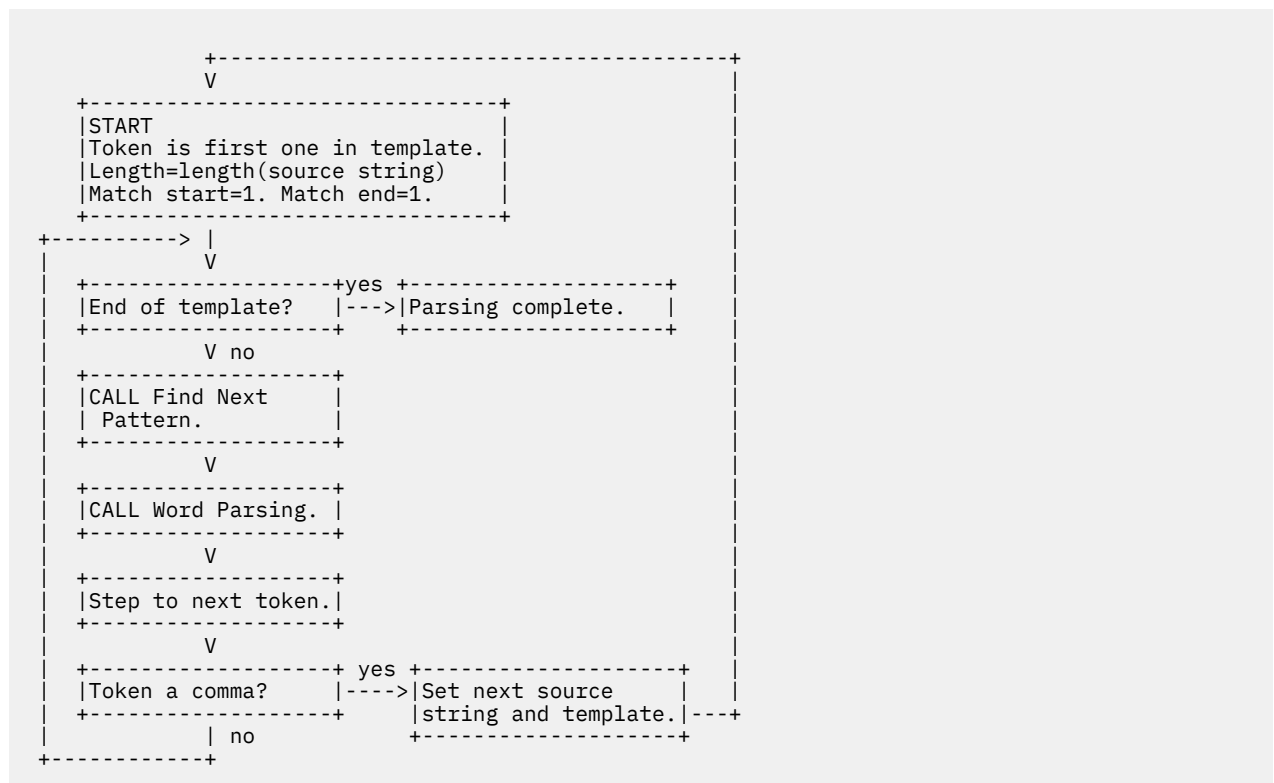 V
START
Token is first one in template.
Length=length(source string)
Match start=1. Match end=1.
V
yes
End of template? Parsing complete.
V no
CALL Find Next
Pattern.
V
CALL Word Parsing.
V
Step to next token.
V
yes
Token a comma? Set next source
string and template.
no